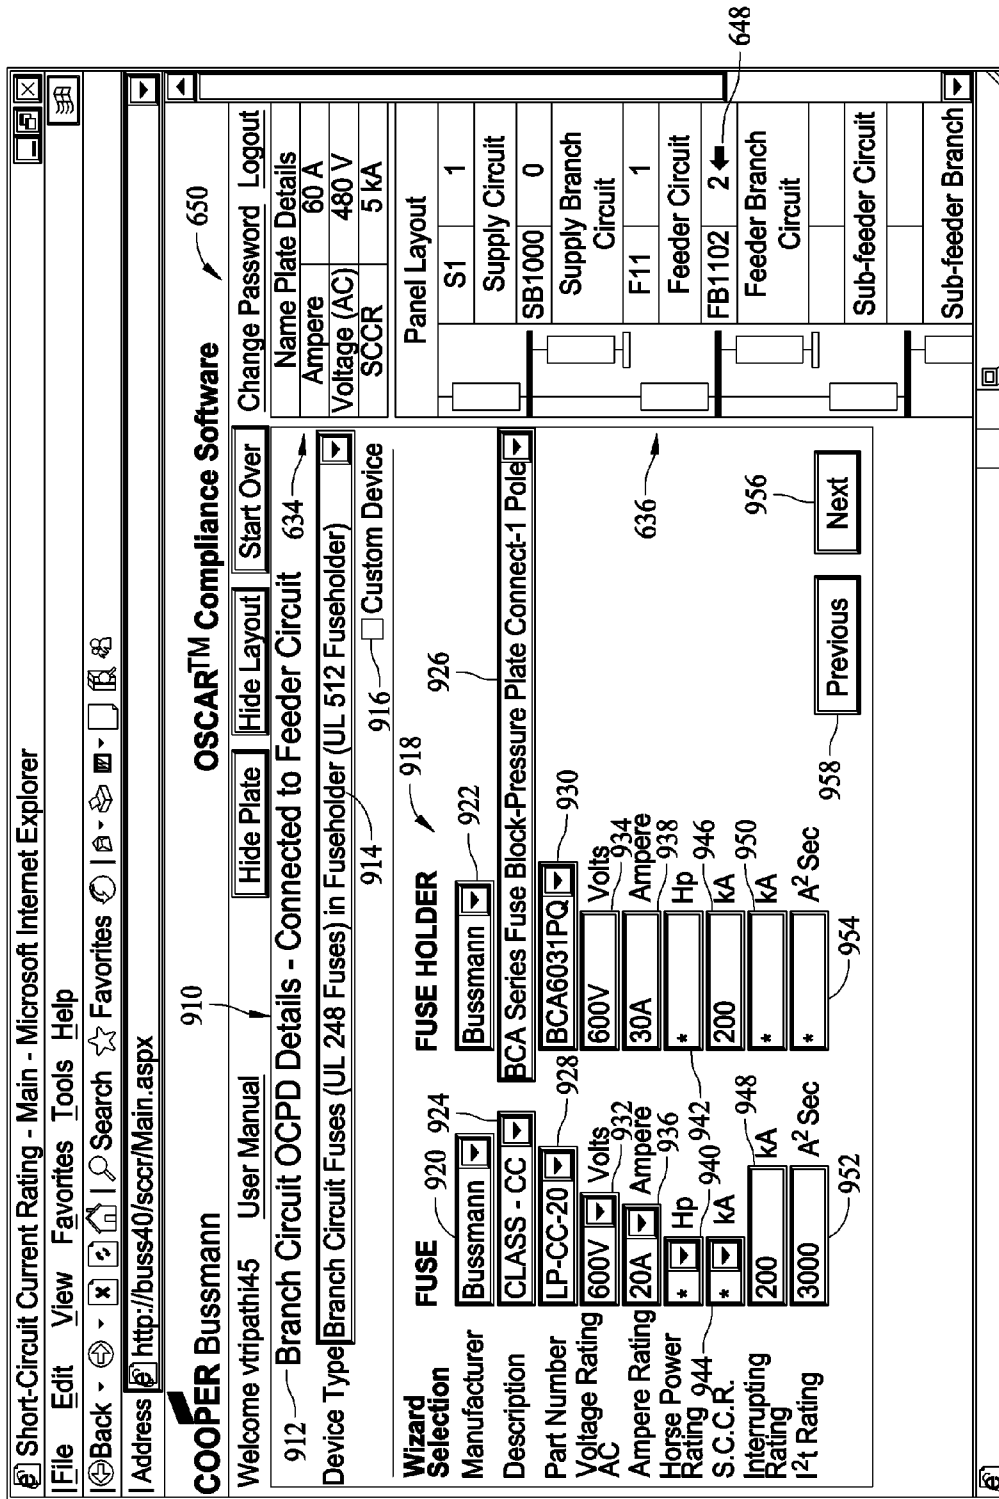 Short-Circuit Current Rating - Main - Microsoft Internet Explorer
File Edit View Favorites Tools Help
Back Search Favorites
Address http://buss40/sccr/Main.aspx
COOPER Bussmann
OSCAR™ Compliance Software
650
Welcome vtripathi45 User Manual
910
Hide Plate Hide Layout Start Over
Change Password Logout
912 Branch Circuit OCPD Details - Connected to Feeder Circuit 634
Device Type Branch Circuit Fuses (UL 248 Fuses) in Fuseholder (UL 512 Fuseholder)
914 916 Custom Device
Wizard Selection
FUSE 920
FUSE HOLDER 922 918
926
Manufacturer Bussmann Bussmann
924
Description CLASS - CC BCA Series Fuse Block-Pressure Plate Connect-1 Pole
Part Number LP-CC-20 928 BCA6031PQ 930
Voltage Rating AC 600V Volts 932 600V Volts 934
Ampere Rating 20A Ampere 936 30A Ampere 938
Horse Power Rating * Hp 940 942 * Hp 946
S.C.C.R. 944 * kA 948 200 kA 950
Interrupting Rating 200 kA * kA
I²t Rating 3000 A² Sec * A² Sec
952 954
958 Previous 956 Next
636
Name Plate Details
Ampere 60 A
Voltage (AC) 480 V
SCCR 5 kA
Panel Layout
S1 1
Supply Circuit
SB1000 0
Supply Branch Circuit
F11 1
Feeder Circuit
FB1102 2 648
Feeder Branch Circuit
Sub-feeder Circuit
Sub-feeder Branch